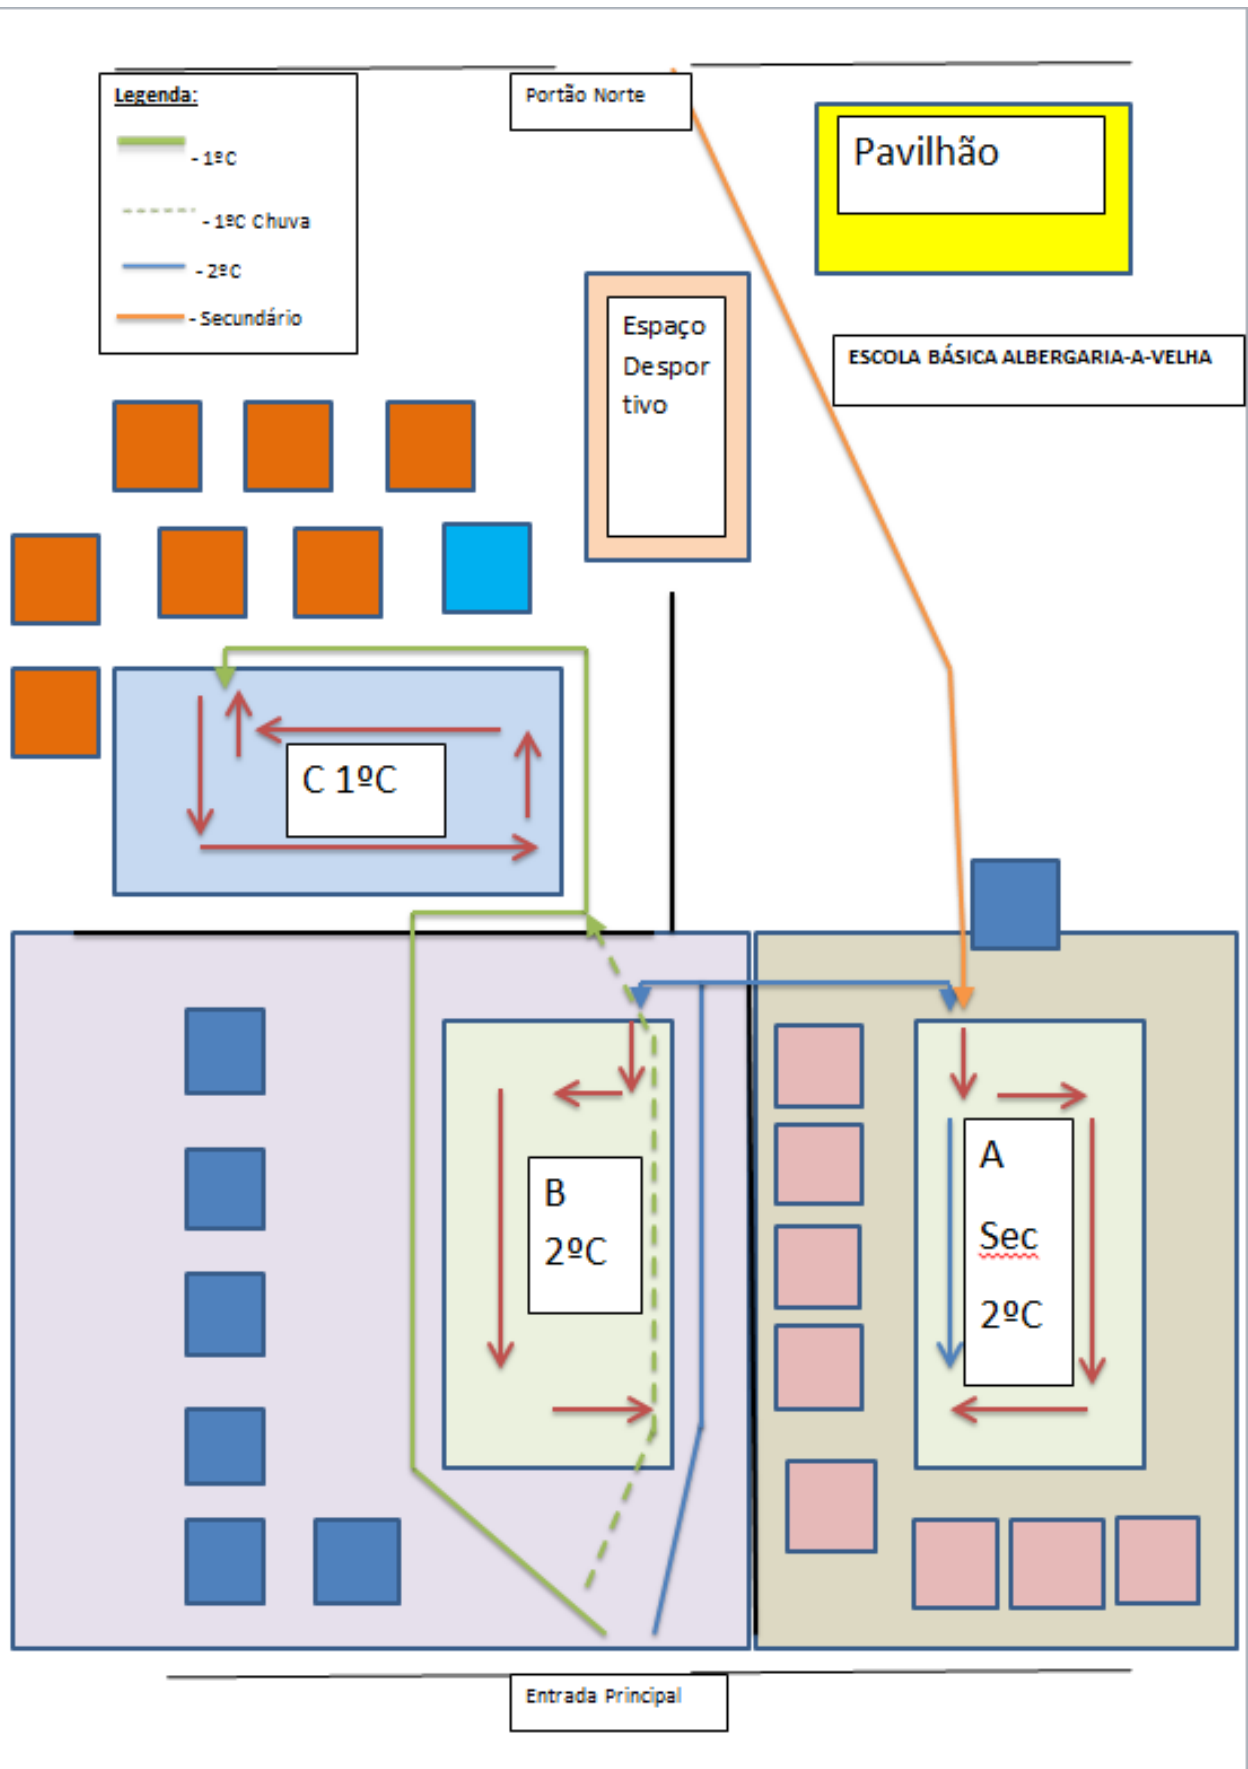 Portão Norte
Legenda:
- 1ºC
- 1ºC Chuva
- 2ºC
- Secundário
Pavilhão
Espaço
Despor
tivo
ESCOLA BÁSICA ALBERGARIA-A-VELHA
C 1ºC
B
2ºC
A
Sec
2ºC
Entrada Principal